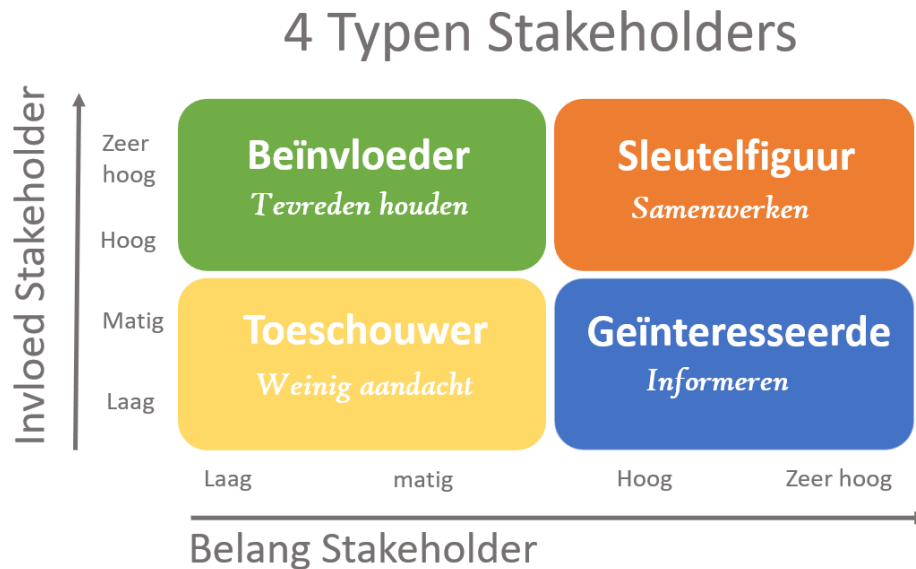 4 Typen Stakeholders
Invloed Stakeholder
Zeer
hoog
Hoog
Matig
Laag
Beïnvloeder
Tevreden houden
Sleutelfiguur
Samenwerken
Toeschouwer
Weinig aandacht
Geïnteresseerde
Informeren
Laag
matig
Hoog
Zeer hoog
Belang Stakeholder